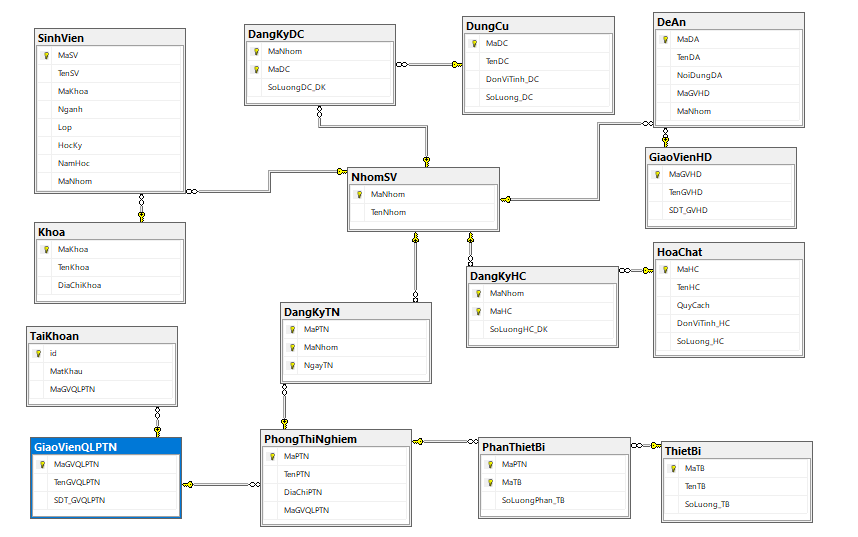 SinhVien
MaSV
TenSV
MaKhoa
Nganh
Lop
HocKy
NamHoc
MaNhom
DangKyDC
MaNhom
MaDC
SoLuongDC_DK
DungCu
MaDC
TenDC
DonViTinh_DC
SoLuong_DC
DeAn
MaDA
TenDA
NoiDungDA
MaGVHD
MaNhom
GiaoVienHD
MaGVHD
TenGVHD
SDT_GVHD
NhomSV
MaNhom
TenNhom
Khoa
MaKhoa
TenKhoa
DiaChiKhoa
HoaChat
MaHC
TenHC
QuyCach
DonViTinh_HC
SoLuong_HC
DangKyHC
MaNhom
MaHC
SoLuongHC_DK
DangKyTN
MaPTN
MaNhom
NgayTN
TaiKhoan
id
MatKhau
MaGVQLPTN
GiaoVienQLPTN
MaGVQLPTN
TenGVQLPTN
SDT_GVQLPTN
PhongThiNghiem
MaPTN
TenPTN
DiaChiPTN
MaGVQLPTN
PhanThietBi
MaPTN
MaTB
SoLuongPhan_TB
ThietBi
MaTB
TenTB
SoLuong_TB